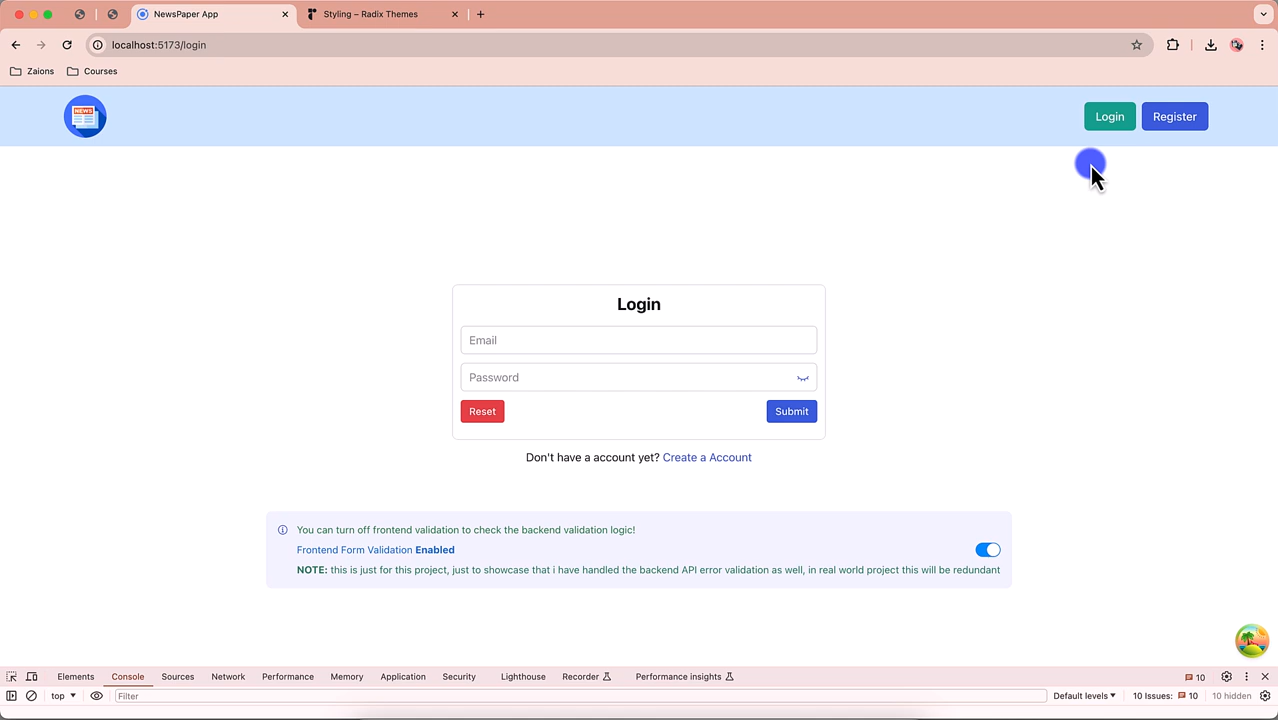 NewsPaper App
Styling – Radix Themes
localhost:5173/login
Zaions
Courses
NEWS
Login
Register
Login
Email
Password
Reset
Submit
Don't have a account yet? Create a Account
You can turn off frontend validation to check the backend validation logic!
Frontend Form Validation Enabled
NOTE: this is just for this project, just to showcase that i have handled the backend API error validation as well, in real world project this will be redundant
Elements
Console
Sources
Network
Performance
Memory
Application
Security
Lighthouse
Recorder
Performance insights
10
top
Filter
Default levels
10 Issues:
10
10 hidden